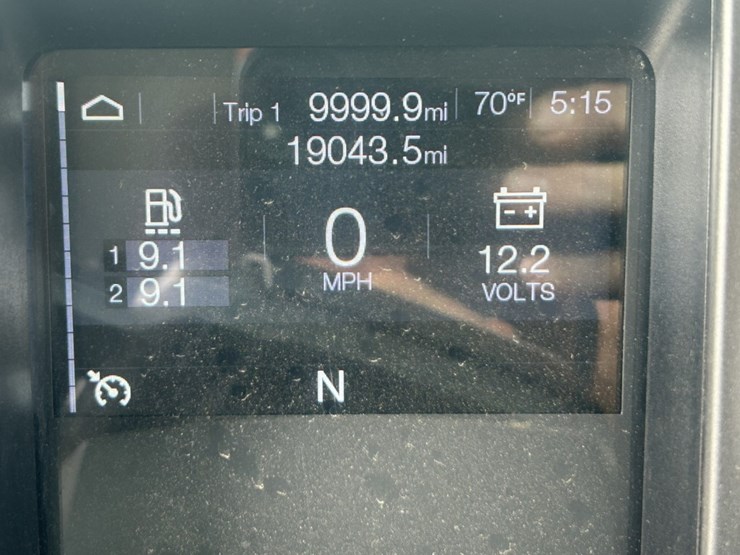 Trip 1 9999.9mi 70°F 5:15
19043.5mi
1 9.1
2 9.1
0
MPH
12.2
VOLTS
N